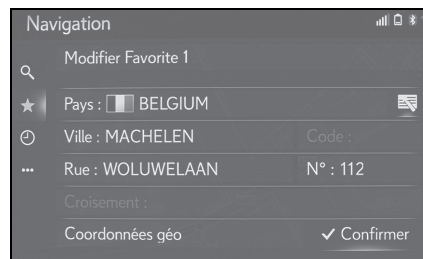 Navigation
Modifier Favorite 1
Pays : BELGIUM
Ville : MACHELEN Code :
Rue : WOLUWELAAN N° : 112
Croisement :
Coordonnées géo Confirmer